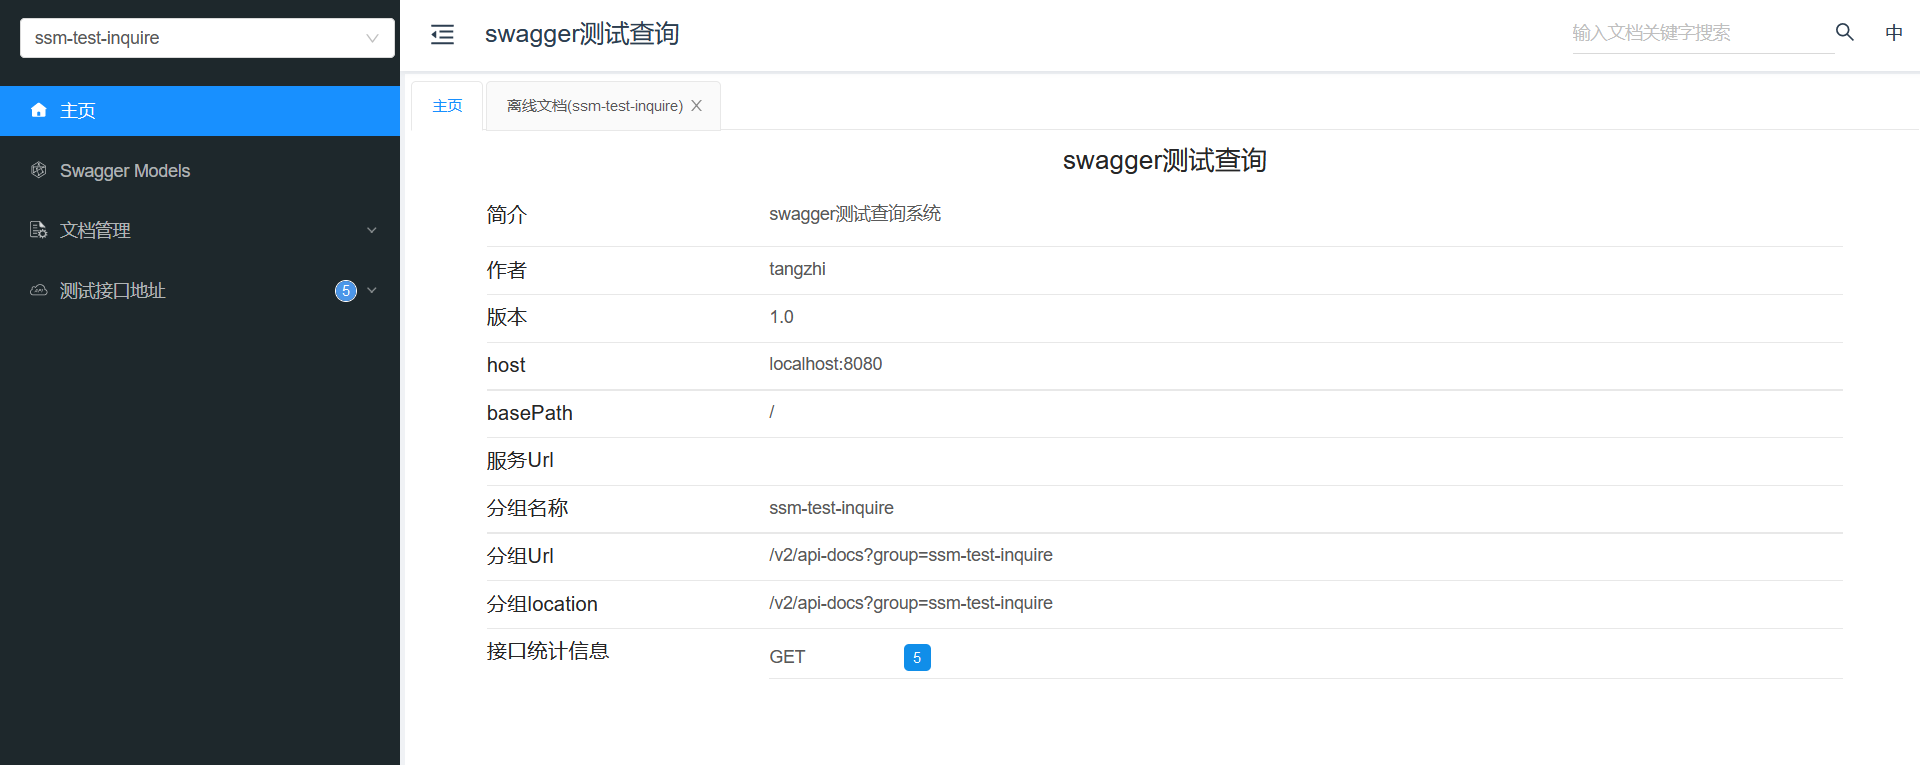 ssm-test-inquire
主页
Swagger Models
文档管理
测试接口地址 5
swagger测试查询
输入文档关键字搜索
中
主页
离线文档(ssm-test-inquire)
swagger测试查询
简介 swagger测试查询系统
作者 tangzhi
版本 1.0
host localhost:8080
basePath /
服务Url
分组名称 ssm-test-inquire
分组Url /v2/api-docs?group=ssm-test-inquire
分组location /v2/api-docs?group=ssm-test-inquire
接口统计信息 GET 5